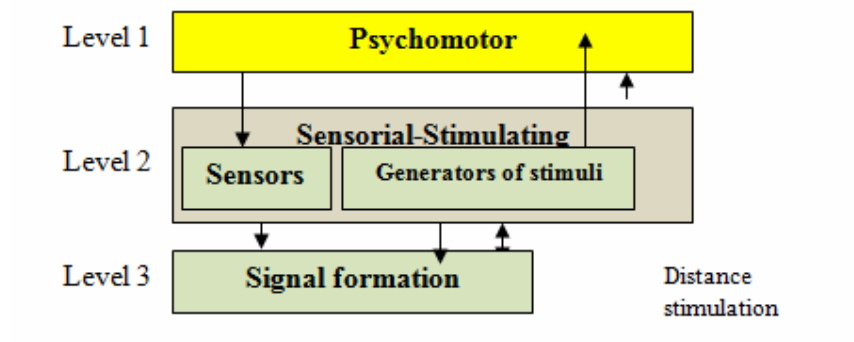 Level 1
Psychomotor
Sensorial-Stimulating
Level 2
Sensors
Generators of stimuli
Level 3
Signal formation
Distance
stimulation